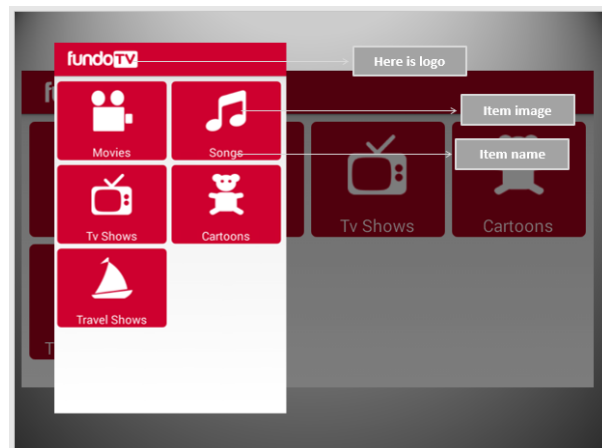 fundoTV
Here is logo
Item image
Item name
Movies
Songs
Tv Shows
Cartoons
Travel Shows
Tv Shows
Cartoons